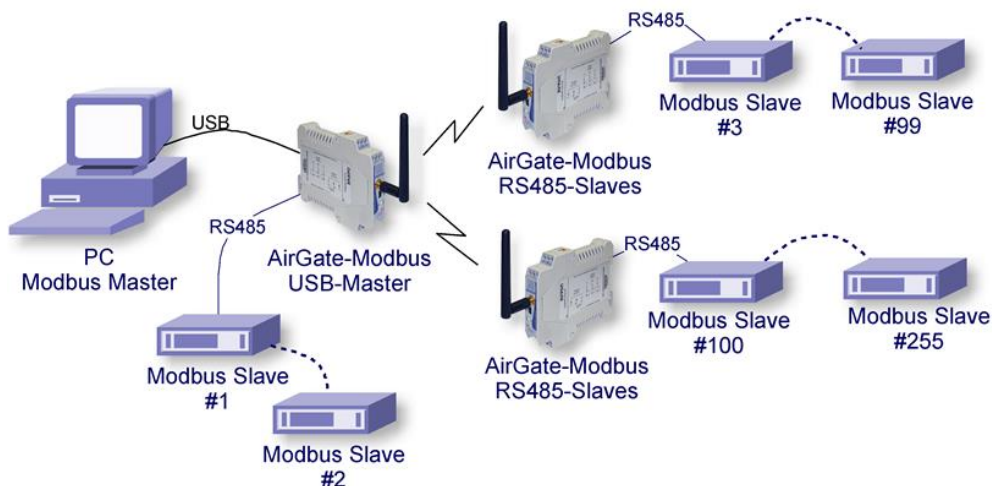 USB
RS485
PC
Modbus Master
AirGate-Modbus
USB-Master
RS485
Modbus Slave
#1
Modbus Slave
#2
RS485
AirGate-Modbus
RS485-Slaves
Modbus Slave
#3
Modbus Slave
#99
RS485
AirGate-Modbus
RS485-Slaves
Modbus Slave
#100
Modbus Slave
#255